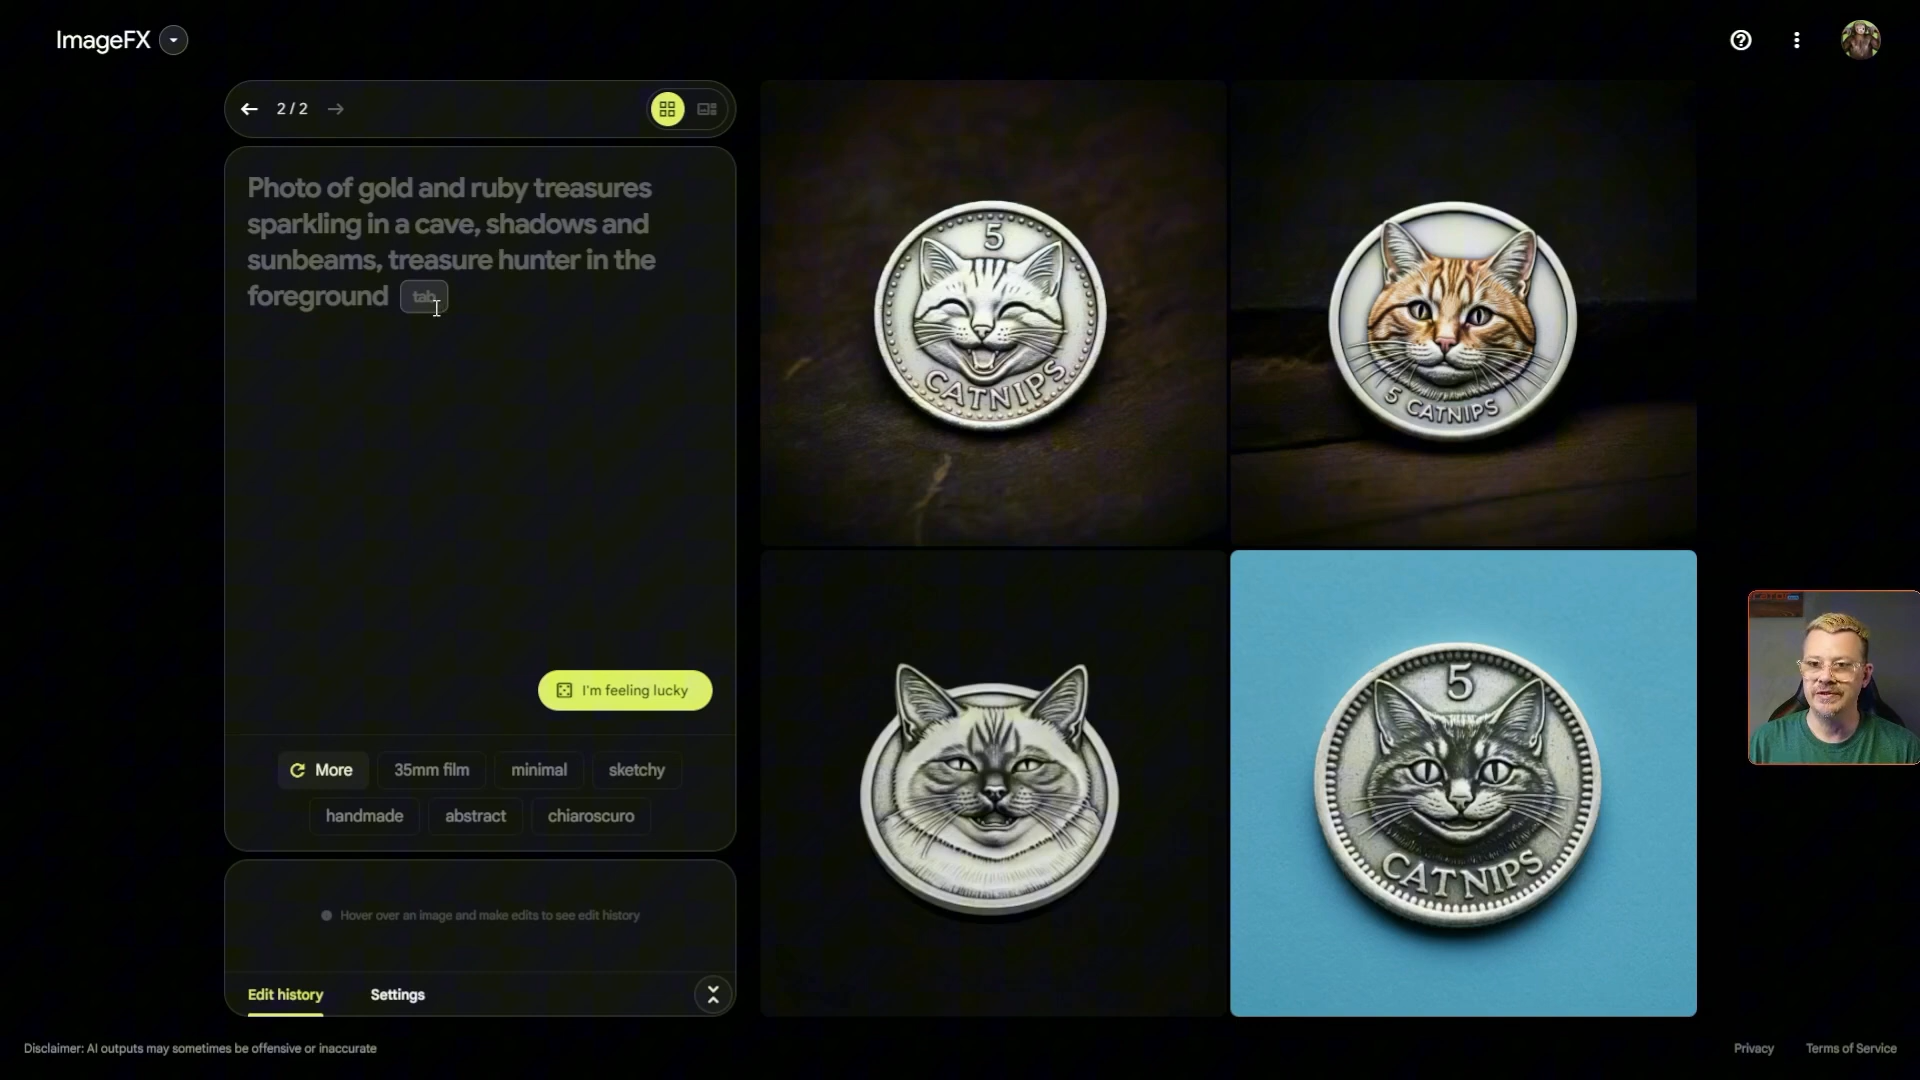 ImageFX
2 / 2
Photo of gold and ruby treasures
sparkling in a cave, shadows and
sunbeams, treasure hunter in the
foreground tab
I'm feeling lucky
More 35mm film minimal sketchy
handmade abstract chiaroscuro
Hover over an image and make edits to see edit history
Edit history Settings
5
CATNIPS
5 CATNIPS
5
CATNIPS
Disclaimer: AI outputs may sometimes be offensive or inaccurate
Privacy Terms of Service